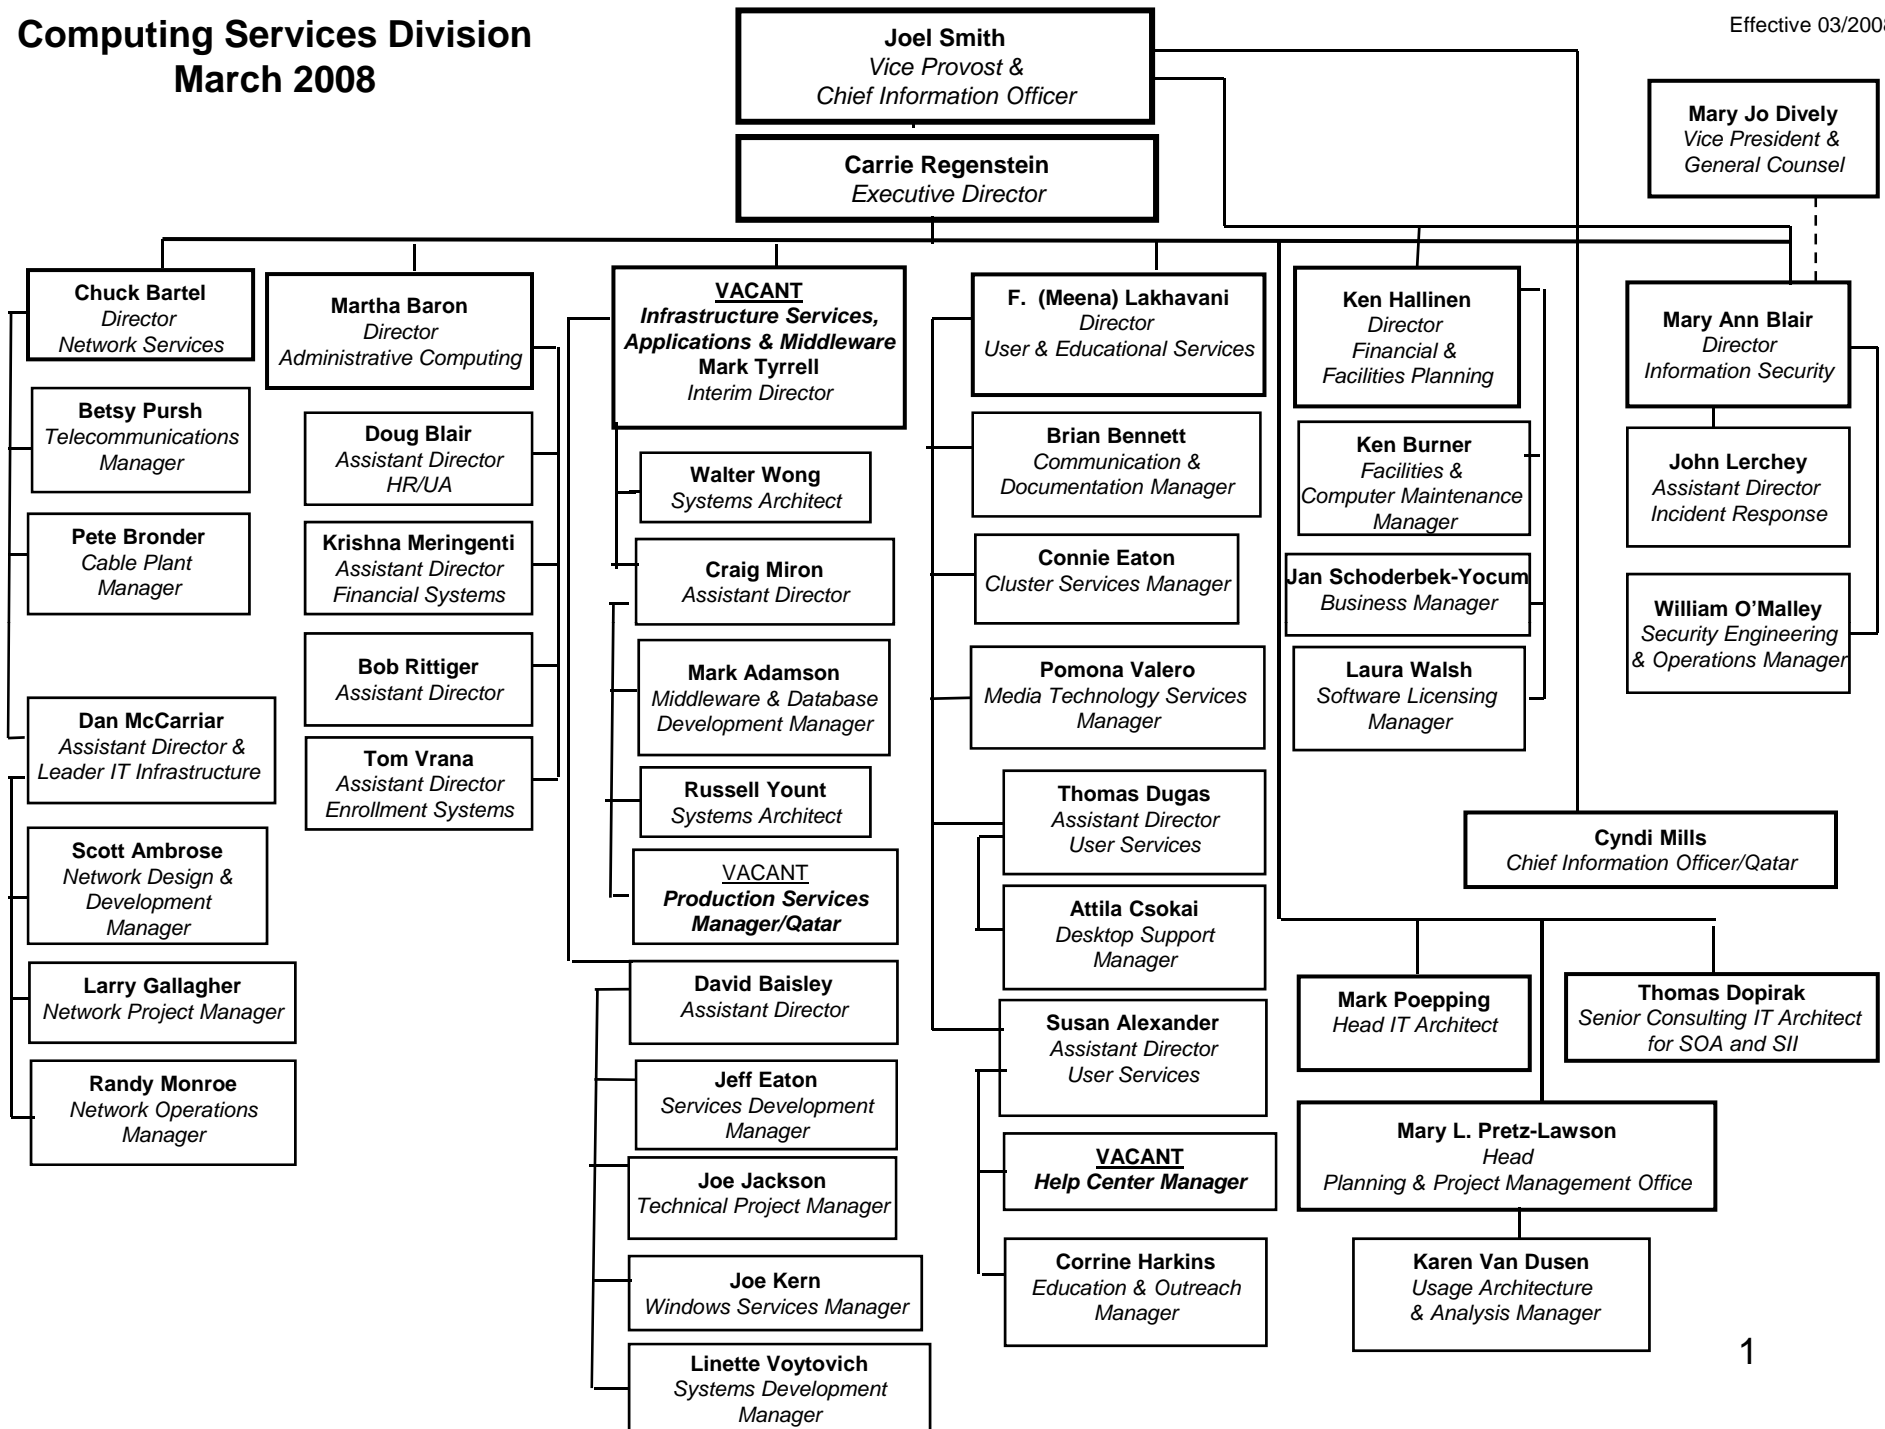 Computing Services Division
March 2008
Effective 03/2008
Joel Smith
Vice Provost &
Chief Information Officer
Carrie Regenstein
Executive Director
Mary Jo Dively
Vice President &
General Counsel
Chuck Bartel
Director
Network Services
Betsy Pursh
Telecommunications
Manager
Pete Bronder
Cable Plant
Manager
Dan McCarriar
Assistant Director &
Leader IT Infrastructure
Scott Ambrose
Network Design &
Development
Manager
Larry Gallagher
Network Project Manager
Randy Monroe
Network Operations
Manager
Martha Baron
Director
Administrative Computing
Doug Blair
Assistant Director
HR/UA
Krishna Meringenti
Assistant Director
Financial Systems
Bob Rittiger
Assistant Director
Tom Vrana
Assistant Director
Enrollment Systems
VACANT
Infrastructure Services,
Applications & Middleware
Mark Tyrrell
Interim Director
Walter Wong
Systems Architect
Craig Miron
Assistant Director
Mark Adamson
Middleware & Database
Development Manager
Russell Yount
Systems Architect
VACANT
Production Services
Manager/Qatar
David Baisley
Assistant Director
Jeff Eaton
Services Development
Manager
Joe Jackson
Technical Project Manager
Joe Kern
Windows Services Manager
Linette Voytovich
Systems Development
Manager
F. (Meena) Lakhavani
Director
User & Educational Services
Brian Bennett
Communication &
Documentation Manager
Connie Eaton
Cluster Services Manager
Pomona Valero
Media Technology Services
Manager
Thomas Dugas
Assistant Director
User Services
Attila Csokai
Desktop Support
Manager
Susan Alexander
Assistant Director
User Services
VACANT
Help Center Manager
Corrine Harkins
Education & Outreach
Manager
Ken Hallinen
Director
Financial &
Facilities Planning
Ken Burner
Facilities &
Computer Maintenance
Manager
Jan Schoderbek-Yocum
Business Manager
Laura Walsh
Software Licensing
Manager
Mary Ann Blair
Director
Information Security
John Lerchey
Assistant Director
Incident Response
William O’Malley
Security Engineering
& Operations Manager
Cyndi Mills
Chief Information Officer/Qatar
Mark Poepping
Head IT Architect
Thomas Dopirak
Senior Consulting IT Architect
for SOA and SII
Mary L. Pretz-Lawson
Head
Planning & Project Management Office
Karen Van Dusen
Usage Architecture
& Analysis Manager
1